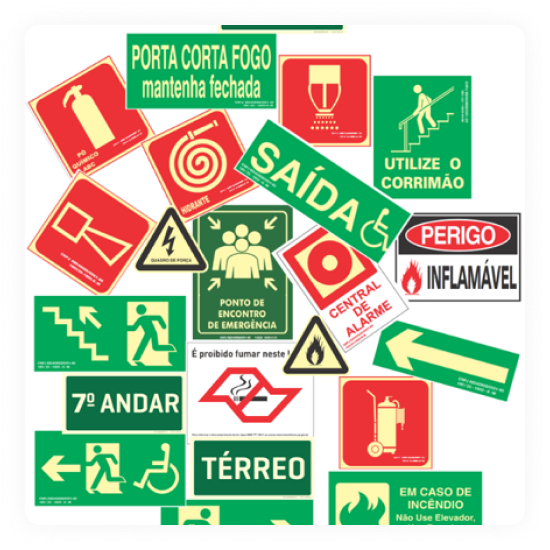 PORTA CORTA FOGO
mantenha fechada
PÓ
QUÍMICO
ABC
HIDRANTE
SAÍDA
UTILIZE O
CORRIMÃO
QUADRO DE FORÇA
PONTO DE
ENCONTRO
DE EMERGÊNCIA
CENTRAL
DE
ALARME
PERIGO
INFLAMÁVEL
É proibido fumar neste
7º ANDAR
TÉRREO
EM CASO DE
INCÊNDIO
Não Use Elevador,